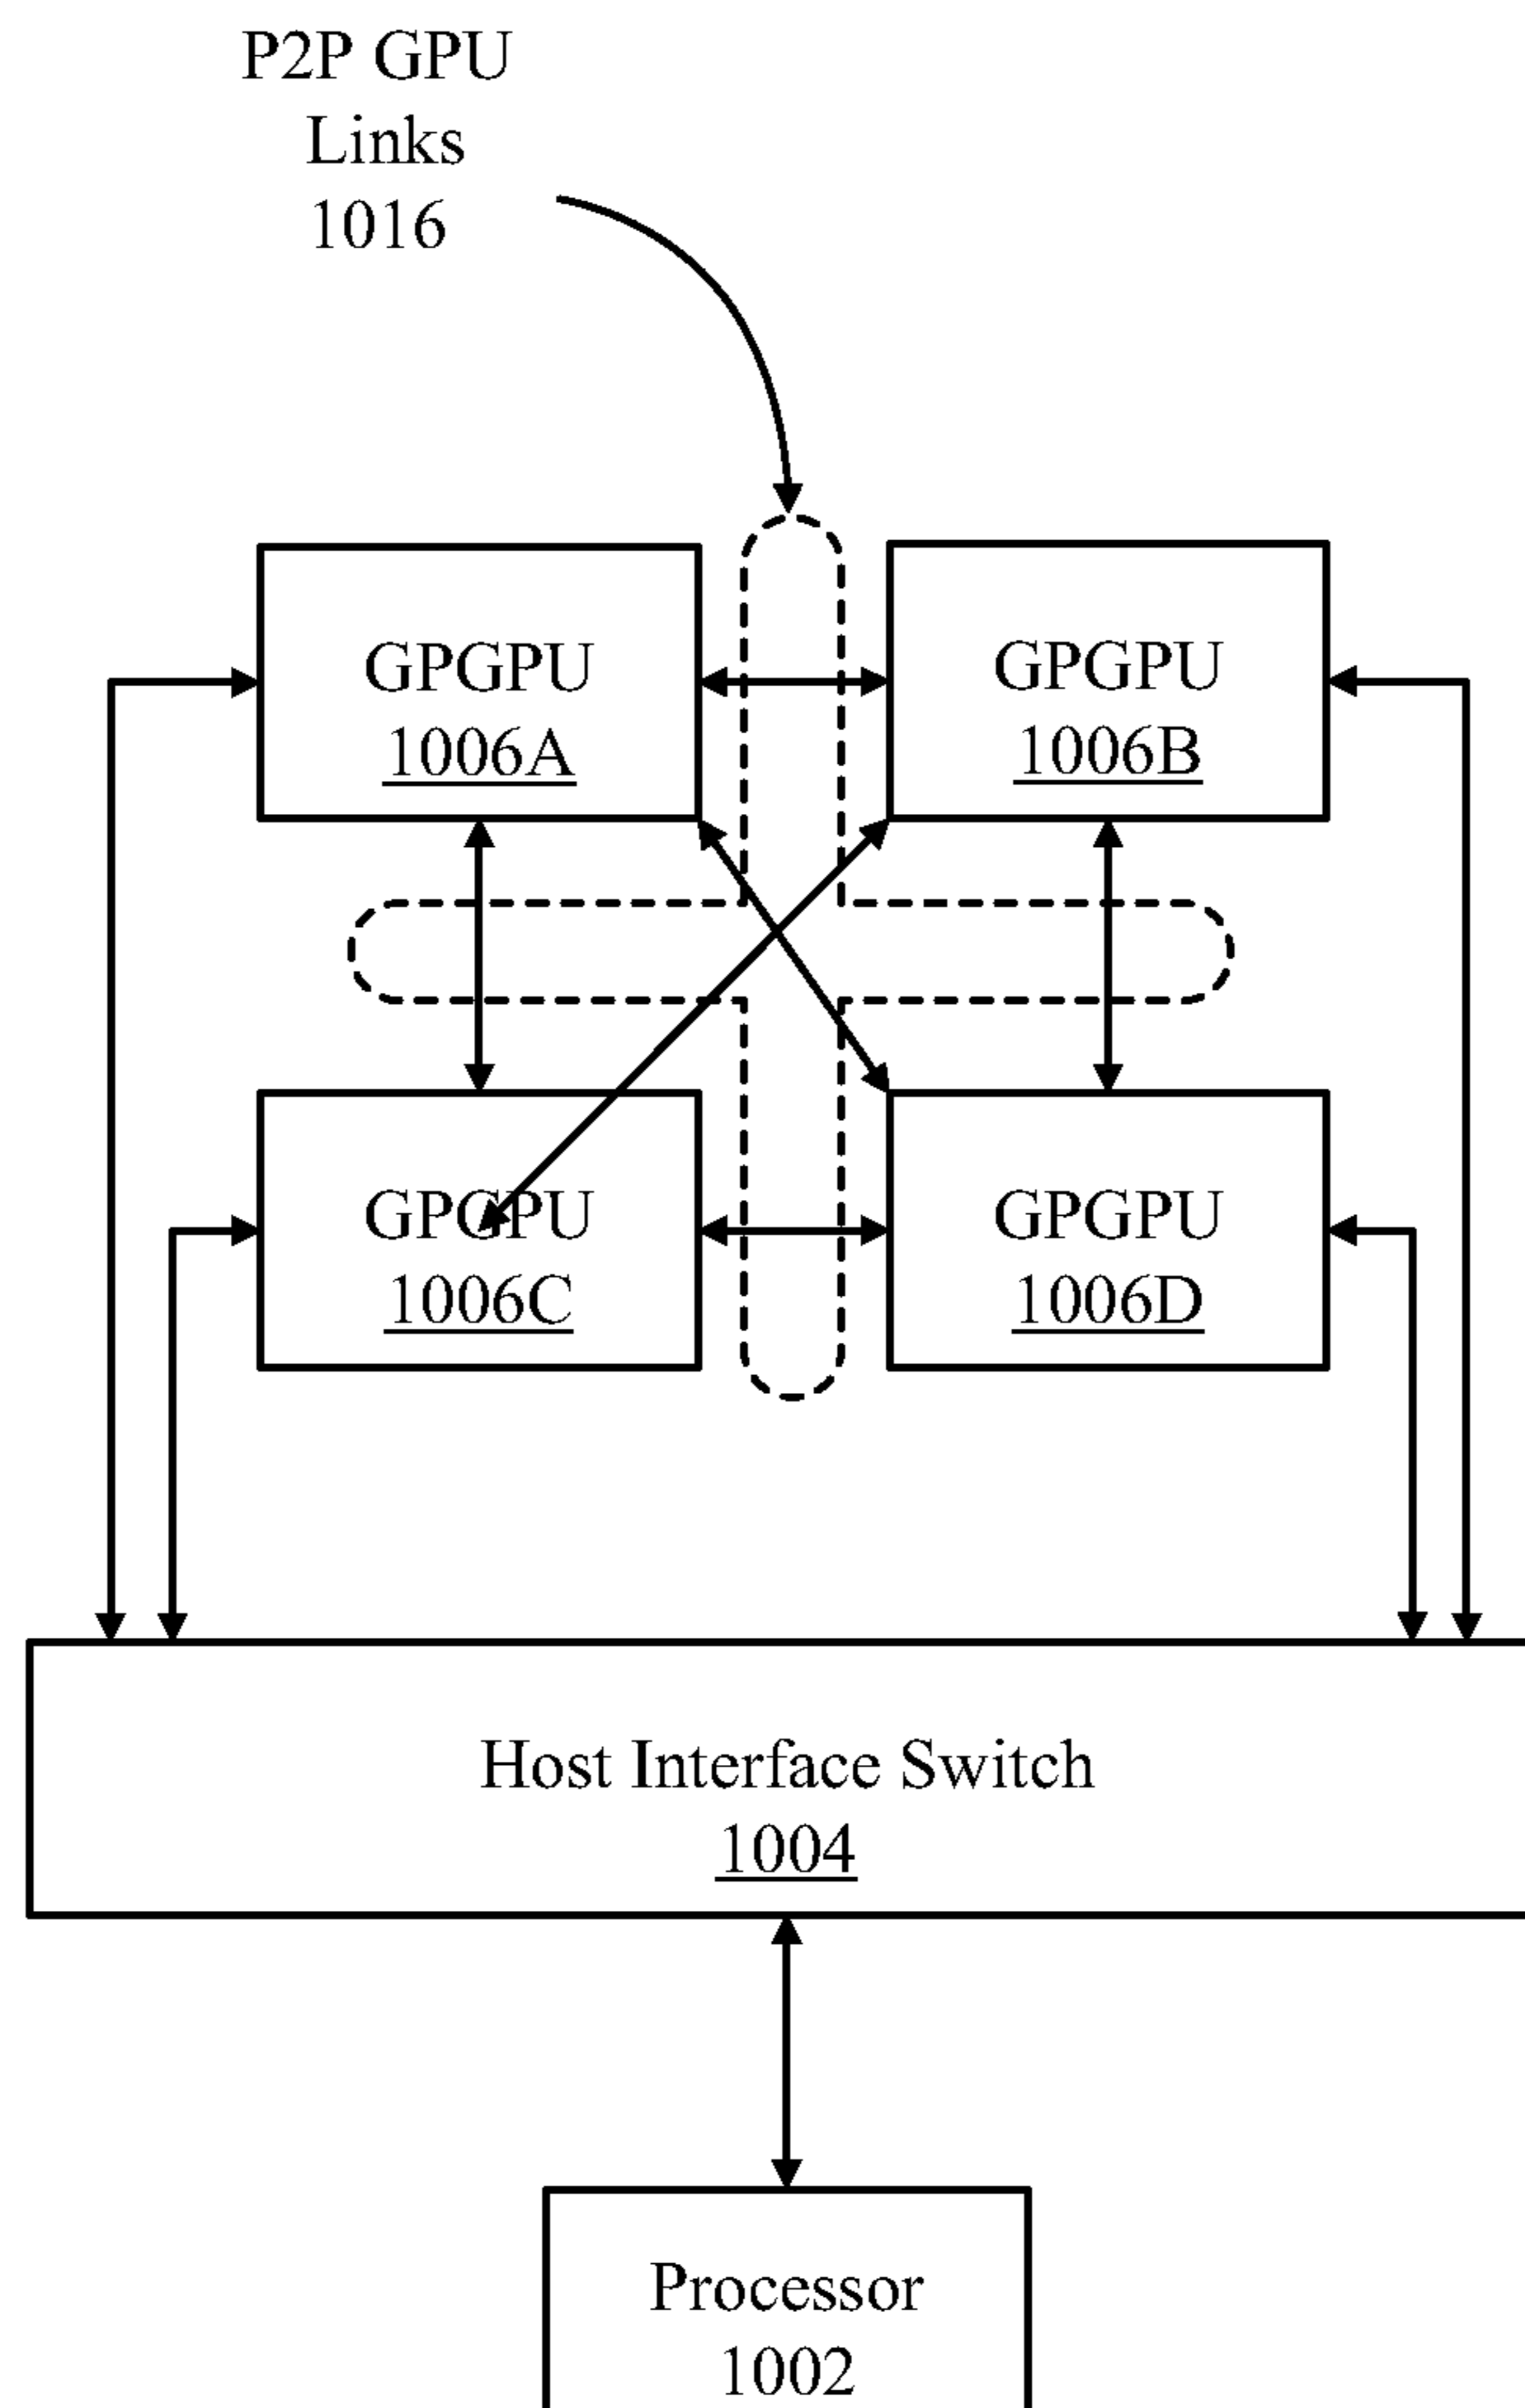 P2P GPU
Links
1016
GPGPU
1006A
GPGPU
1006B
GPGPU
1006C
GPGPU
1006D
Host Interface Switch
1004
Processor
1002